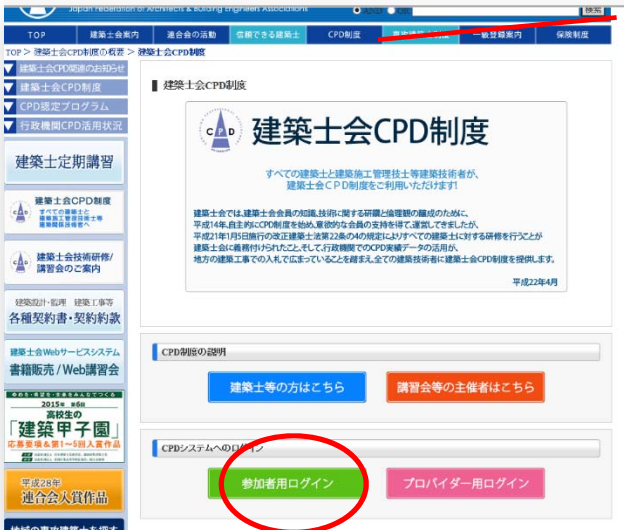 Japan Federation of Architects & Building Engineers Associations
検索
TOP 建築士会案内 連合会の活動 信頼できる建築士 CPD制度 一級登録案内 保険制度
TOP > 建築士会CPD制度の概要 > 建築士会CPD制度
建築士会CPD関連のお知らせ
建築士会CPD制度
CPD認定プログラム
行政機関CPD活用状況
建築士定期講習
建築士会CPD制度
すべての建築士と
建築施工管理技術士等
建築関係技術者へ
建築士会技術研修/
講習会のご案内
建築設計・監理 建築工事等
各種契約書・契約約款
建築士会Webサービスシステム
書籍販売/Web講習会
2015年 第6回
高校生の
「建築甲子園」
応募要項&第1~5回入賞作品
平成28年
連合会入賞作品
地域の専攻建築士を探す
建築士会CPD制度
CPD
建築士会CPD制度
すべての建築士と建築施工管理技士等建築技術者が、
建築士会CPD制度をご利用いただけます!
建築士会では、建築士会会員の知識、技術に関する研鑽と倫理観の醸成のために、
平成14年、自主的にCPD制度を始め、意欲的な会員の支持を得て、運営してきましたが、
平成21年1月5日施行の改正建築士法第22条の4の規定によりすべての建築士に対する研修を行うことが
建築士会に義務付けられたこと、そして、行政機関でのCPD実績データの活用が、
地方の建築工事での入札で広まっていることを踏まえ、全ての建築技術者に建築士会CPD制度を提供します。
平成22年4月
CPD制度の説明
建築士等の方はこちら
講習会等の主催者はこちら
CPDシステムへのログイン
参加者用ログイン
プロバイダー用ログイン